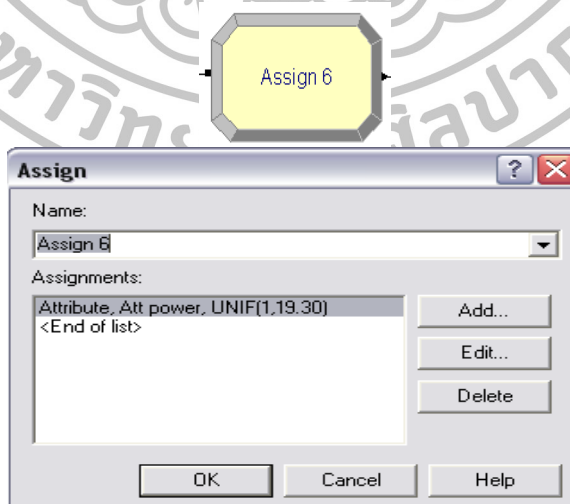 Assign 6
Assign
Name:
Assign 6
Assignments:
Attribute, Att power, UNIF(1,19.30)
<End of list>
Add...
Edit...
Delete
OK
Cancel
Help